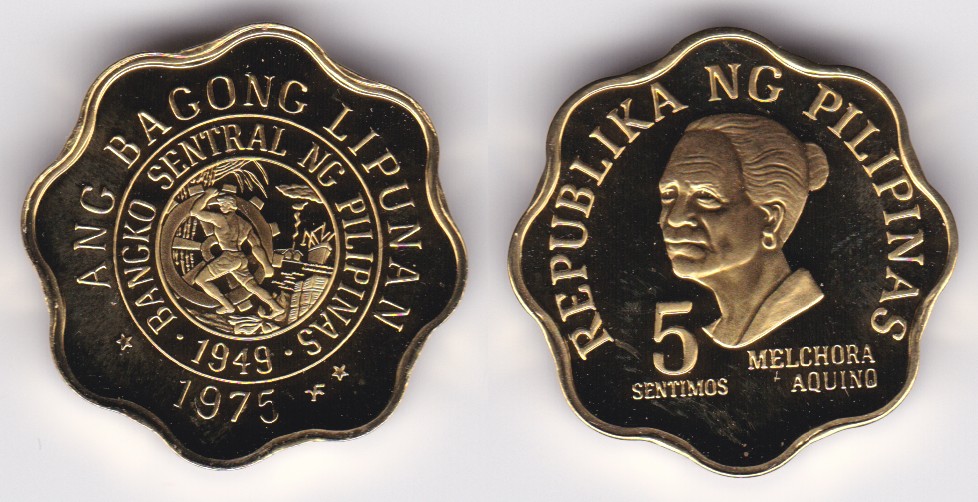 ANG BAGONG LIPUNAN
BANGKO SENTRAL NG PILIPINAS
1949
1975
REPUBLIKA NG PILIPINAS
5
SENTIMOS
MELCHORA
AQUINO